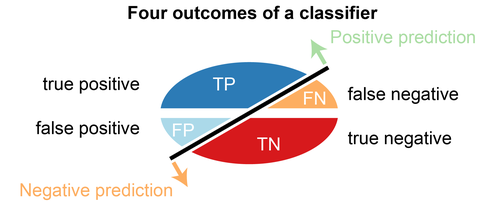 Four outcomes of a classifier
Positive prediction
true positive
TP
FN
false negative
false positive
FP
TN
true negative
Negative prediction